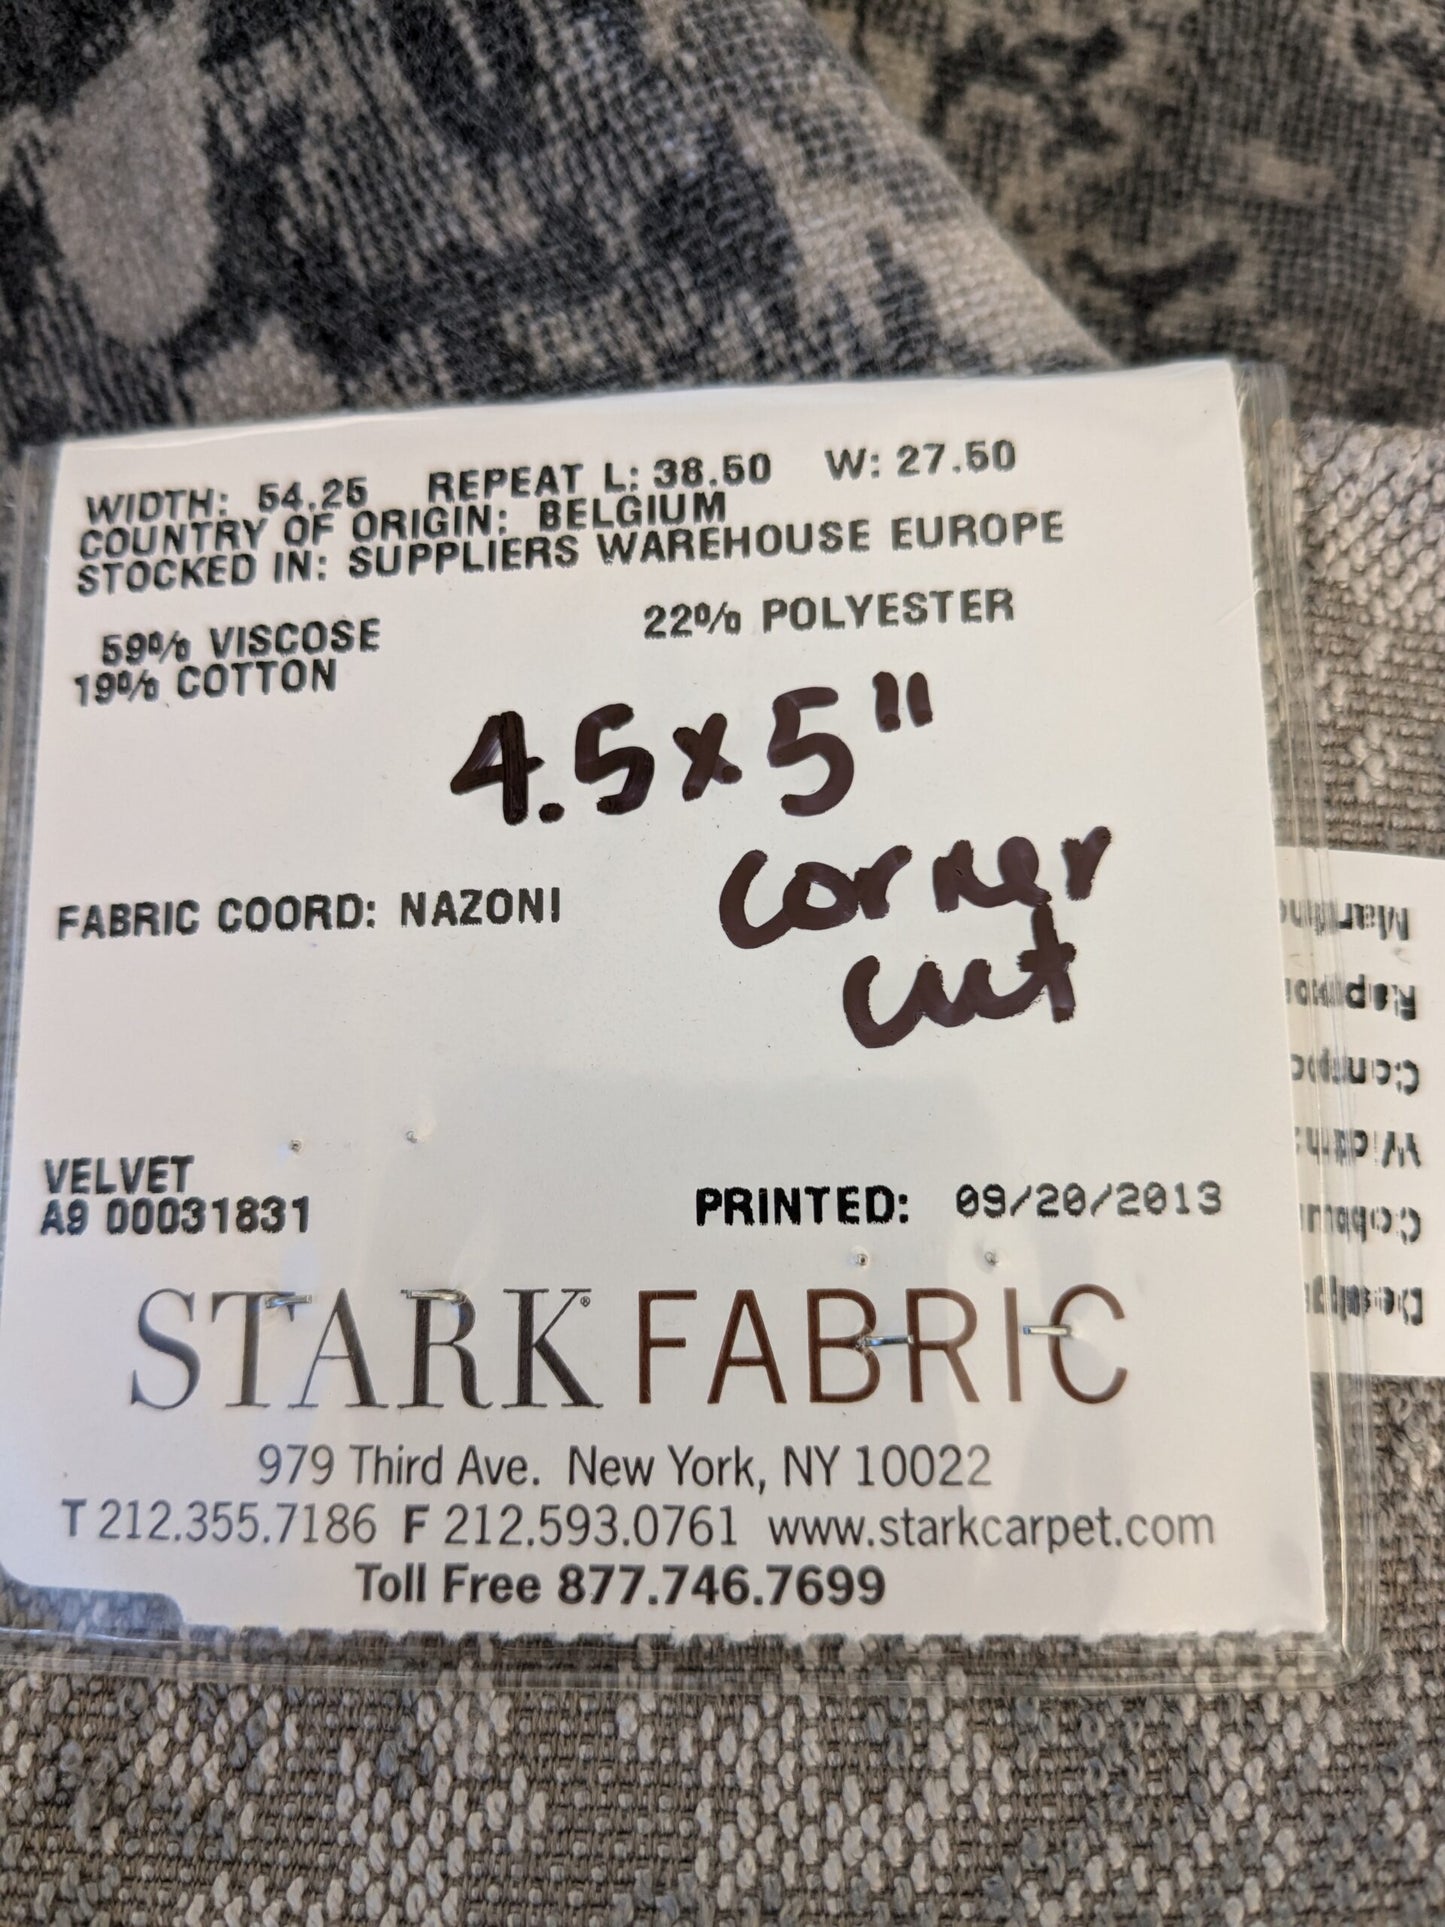 WIDTH: 54.25 REPEAT L: 38.50 W: 27.50
COUNTRY OF ORIGIN: BELGIUM
STOCKED IN: SUPPLIERS WAREHOUSE EUROPE
59% VISCOSE 22% POLYESTER
19% COTTON
4.5x5"
corner
cut
FABRIC COORD: NAZONI
VELVET
A9 00031831
PRINTED: 09/20/2013
STARK® FABRIC
979 Third Ave. New York, NY 10022
T 212.355.7186 F 212.593.0761 www.starkcarpet.com
Toll Free 877.746.7699
Width: